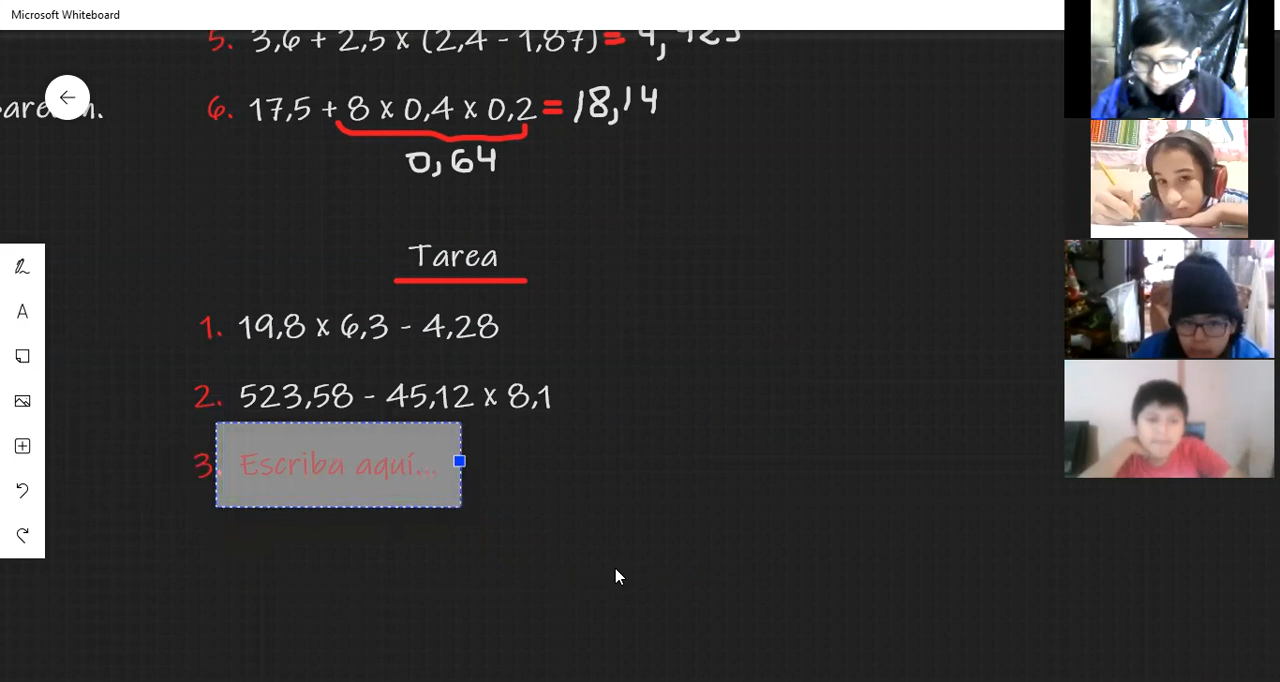 Microsoft Whiteboard
5. 3,6 + 2,5 x (2,4 - 1,87) = 4,925
6. 17,5 + 8 x 0,4 x 0,2 = 18,14
0,64
Tarea
1. 19,8 x 6,3 - 4,28
2. 523,58 - 45,12 x 8,1
3. Escriba aquí...